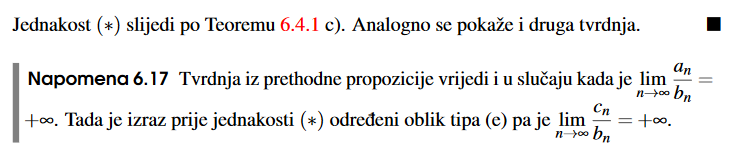 Jednakost (∗) slijedi po Teoremu 6.4.1 c). Analogno se pokaže i druga tvrdnja. ■
Napomena 6.17 Tvrdnja iz prethodne propozicije vrijedi i u slučaju kada je lim_{n→∞} a_n/b_n =
+∞. Tada je izraz prije jednakosti (∗) određeni oblik tipa (e) pa je lim_{n→∞} c_n/b_n = +∞.